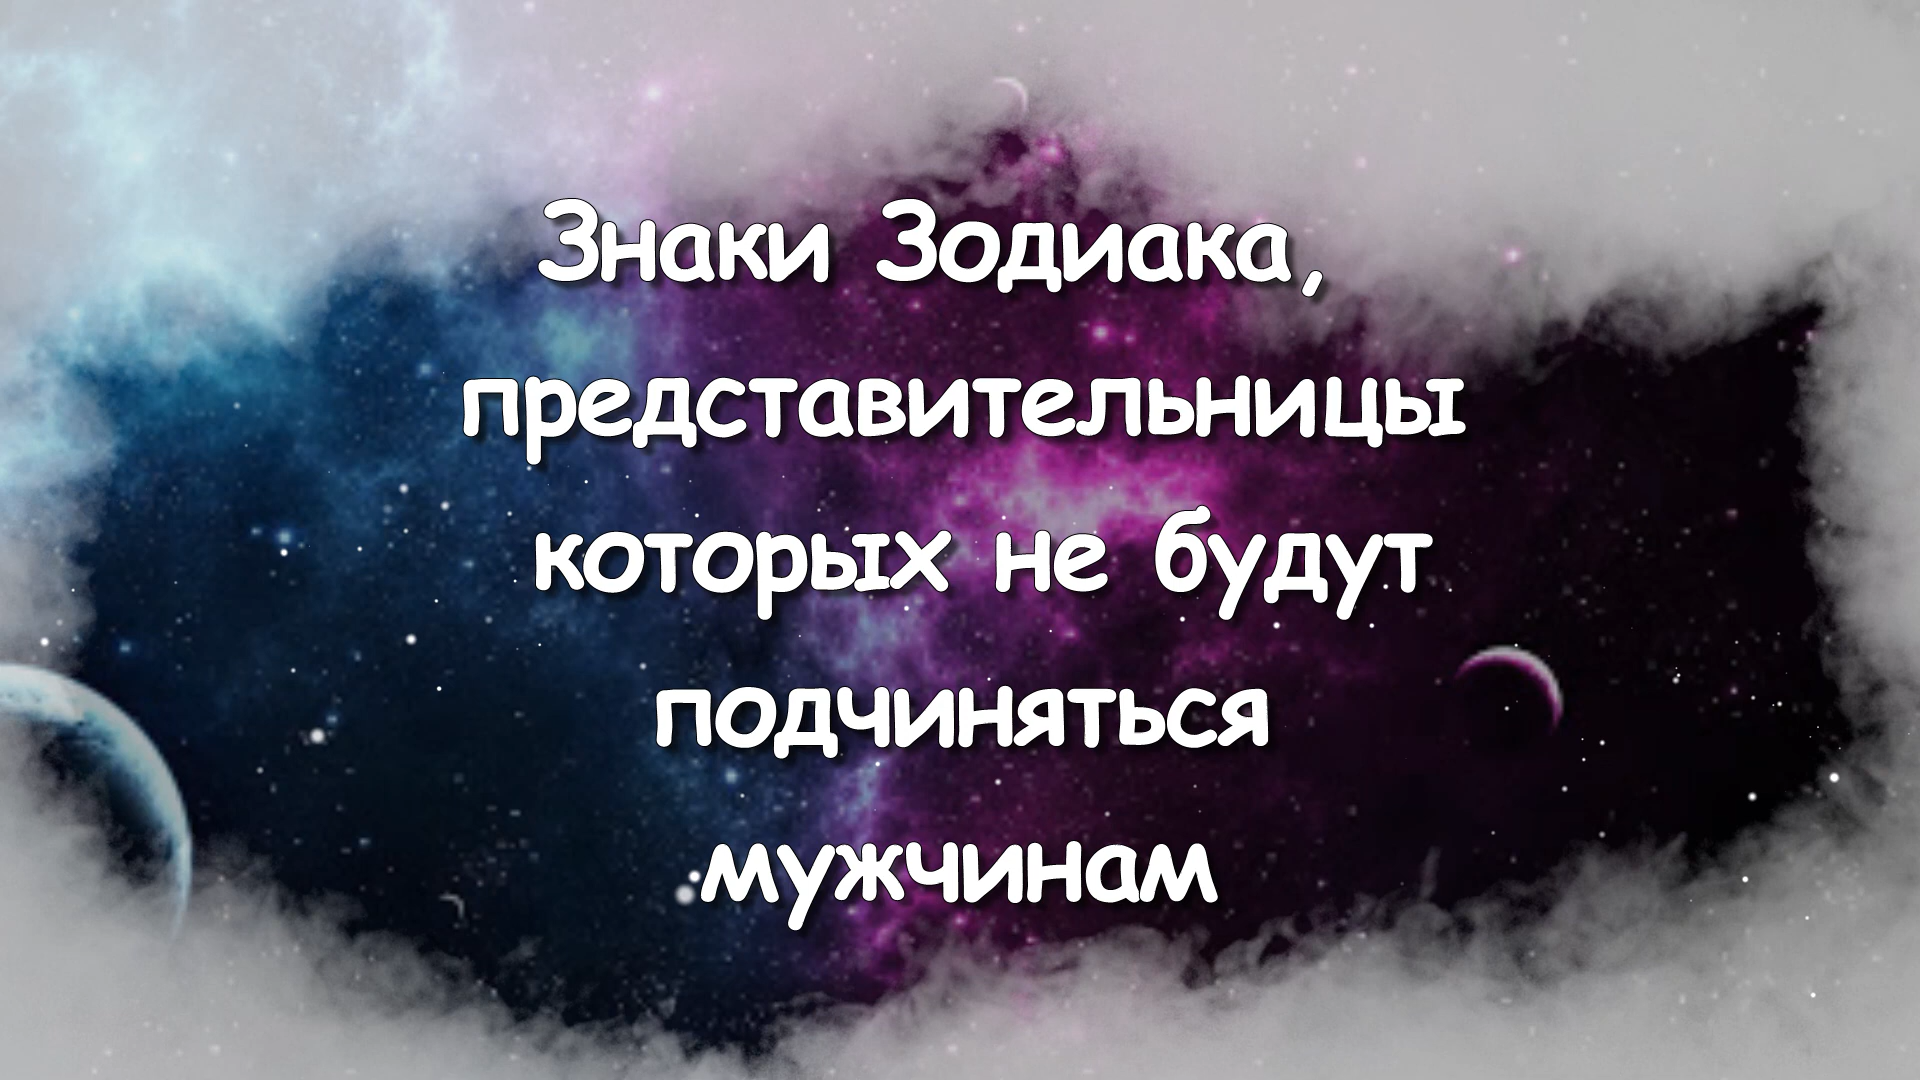 Знаки Зодиака,
представительницы
которых не будут
подчиняться
мужчинам